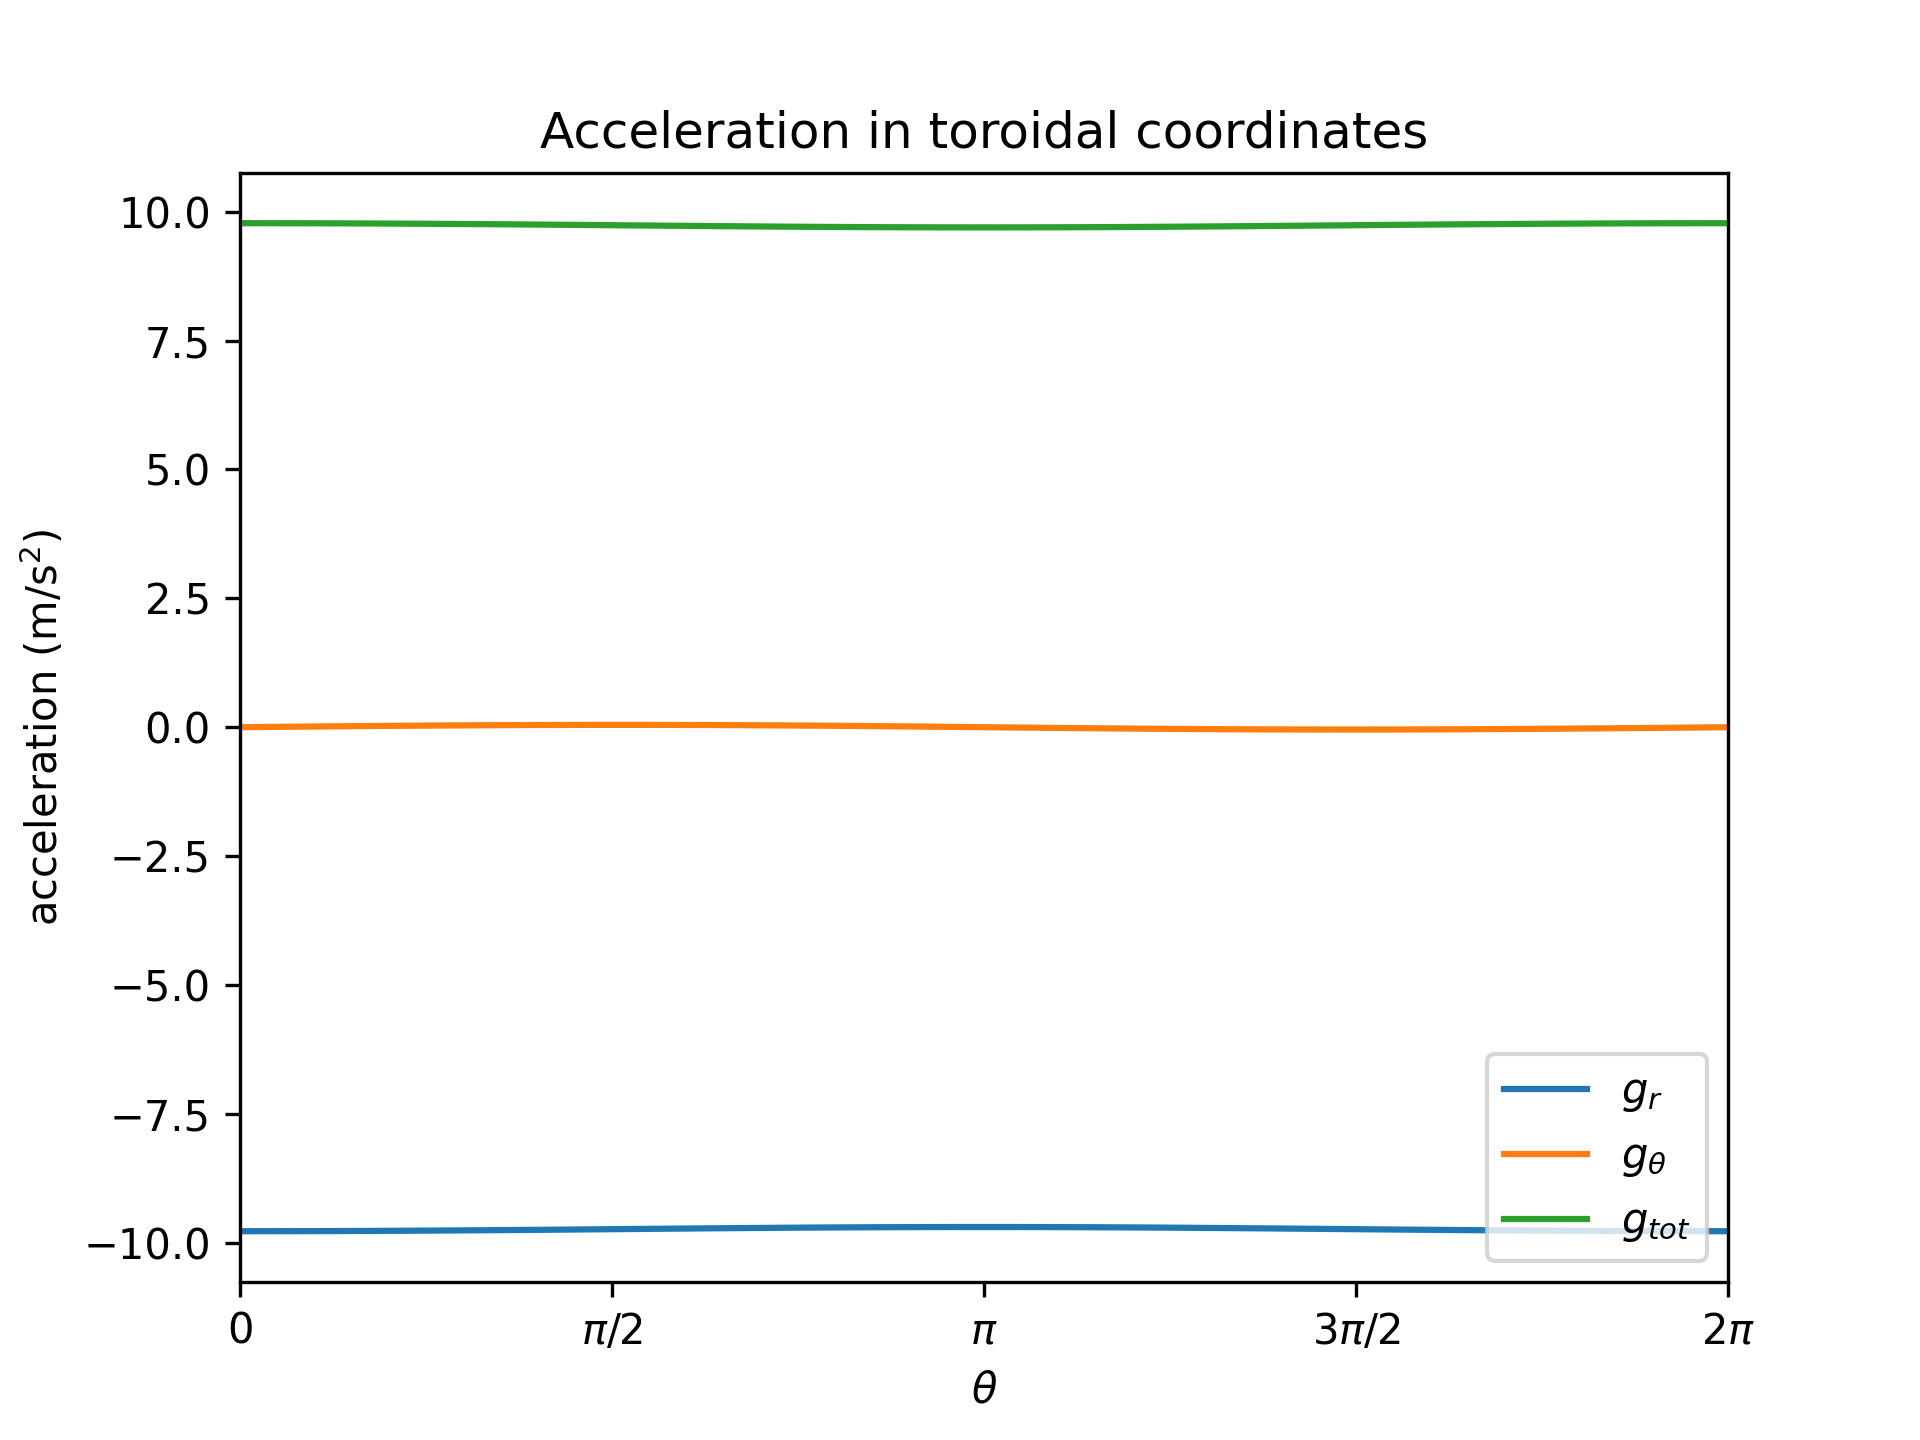 Acceleration in toroidal coordinates
acceleration (m/s²)
10.0
7.5
5.0
2.5
0.0
−2.5
−5.0
−7.5
−10.0
g_r
g_θ
g_tot
0 π/2 π 3π/2 2π
θ